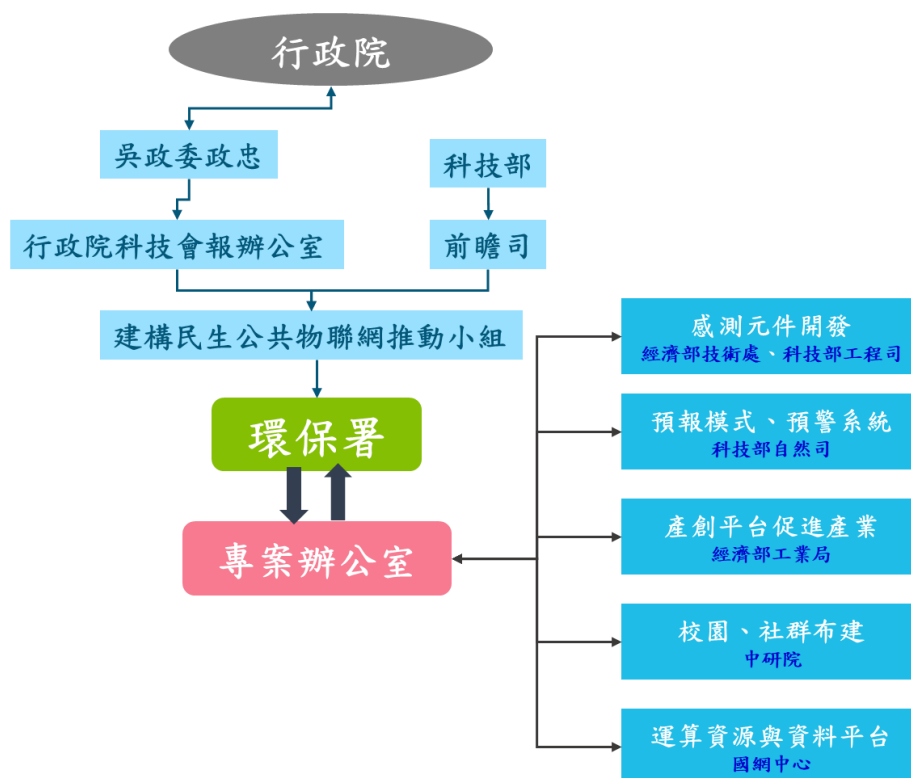 行政院
吳政委政忠
科技部
行政院科技會報辦公室
前瞻司
建構民生公共物聯網推動小組
環保署
專案辦公室
感測元件開發
經濟部技術處、科技部工程司
預報模式、預警系統
科技部自然司
產創平台促進產業
經濟部工業局
校園、社群布建
中研院
運算資源與資料平台
國網中心